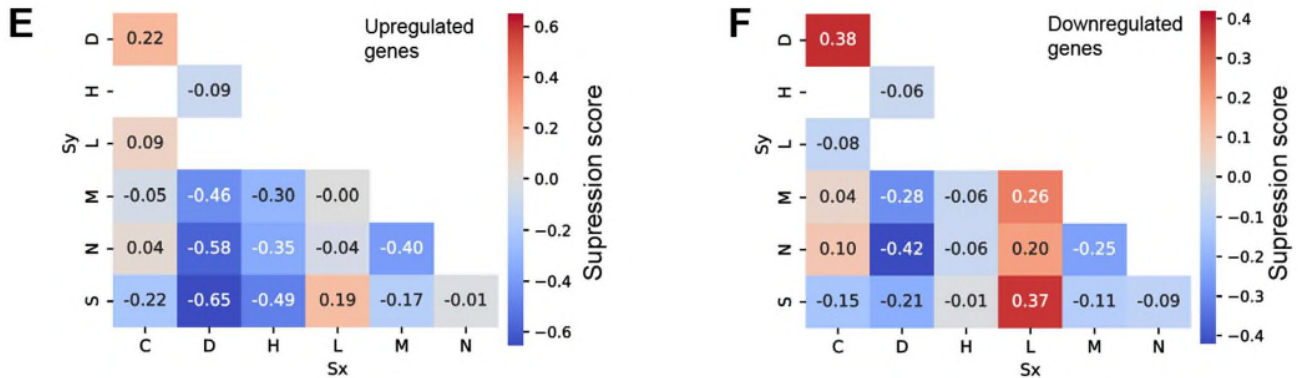 E
Upregulated
genes
D
H
L
M
N
S
Sy
0.22
-0.09
0.09
-0.05 -0.46 -0.30 -0.00
0.04 -0.58 -0.35 -0.04 -0.40
-0.22 -0.65 -0.49 0.19 -0.17 -0.01
C D H L M N
Sx
0.6
0.4
0.2
0.0
−0.2
−0.4
−0.6
Supression score
F
Downregulated
genes
D
H
L
M
N
S
Sy
0.38
-0.06
-0.08
0.04 -0.28 -0.06 0.26
0.10 -0.42 -0.06 0.20 -0.25
-0.15 -0.21 -0.01 0.37 -0.11 -0.09
C D H L M N
Sx
0.4
0.3
0.2
0.1
0.0
−0.1
−0.2
−0.3
−0.4
Supression score